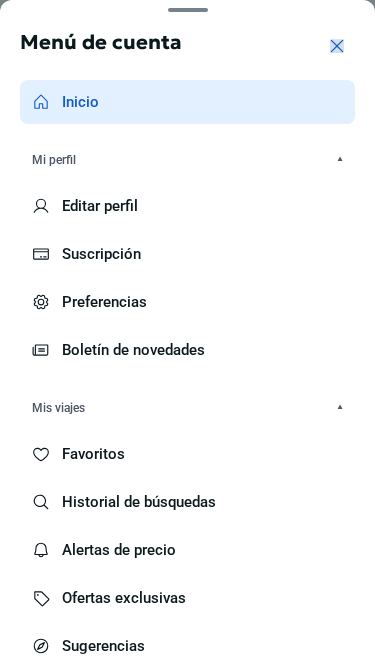 Menú de cuenta
Inicio
Mi perfil
Editar perfil
Suscripción
Preferencias
Boletín de novedades
Mis viajes
Favoritos
Historial de búsquedas
Alertas de precio
Ofertas exclusivas
Sugerencias